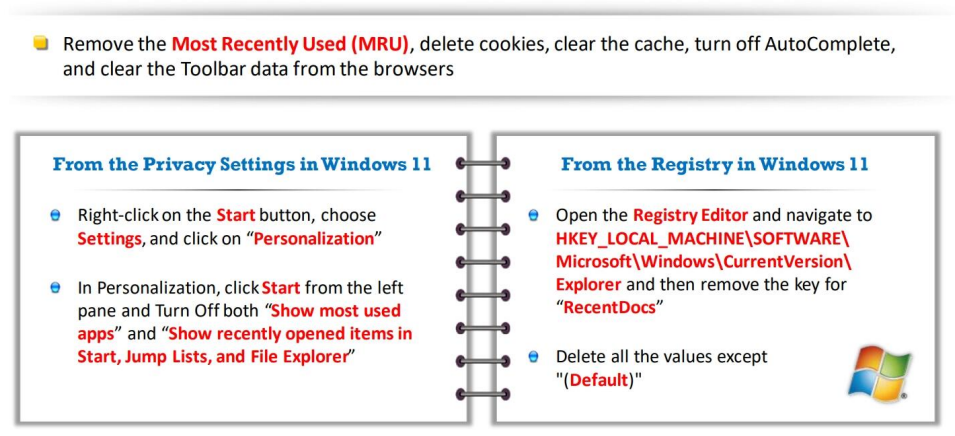 Remove the Most Recently Used (MRU), delete cookies, clear the cache, turn off AutoComplete,
and clear the Toolbar data from the browsers
From the Privacy Settings in Windows 11
Right-click on the Start button, choose
Settings, and click on “Personalization”
In Personalization, click Start from the left
pane and Turn Off both “Show most used
apps” and “Show recently opened items in
Start, Jump Lists, and File Explorer”
From the Registry in Windows 11
Open the Registry Editor and navigate to
HKEY_LOCAL_MACHINE\SOFTWARE\
Microsoft\Windows\CurrentVersion\
Explorer and then remove the key for
“RecentDocs”
Delete all the values except
"(Default)"